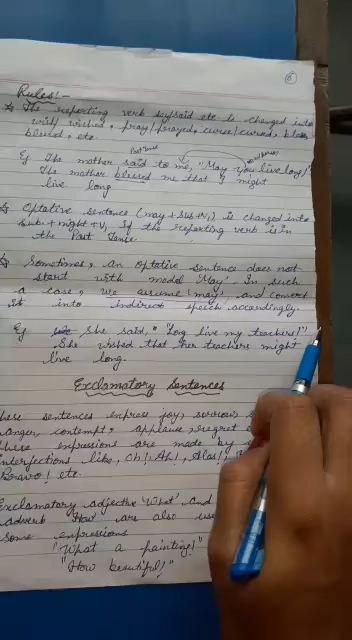 6
Rules:-
* The reporting verb say/said etc is changed into
wish/wished, pray/prayed, curse/cursed, bless/
blessed, etc.
Past Tense
Eg The mother said to me, "May you live long!"
The mother blessed me that I might
live long
* Optative sentence (may + sub + V1) is changed into
sub + might + V1 If the reporting verb is in
the Past Tense.
* Sometimes, an optative sentence does not
start with modal May. In such
a case, we assume 'may' and convert
it into indirect speech accordingly.
Eg She said, "Long live my teachers!"
She wished that her teachers might
live long.
Exclamatory Sentences
These sentences express joy, sorrow,
anger, contempt, applause, regret
These expressions are made by
interjections like, Oh!, Ah!, Alas!,
Bravo! etc.
Exclamatory adjective 'What' and
adverb 'How' are also use
some expressions
"What a painting!"
"How beautiful!"